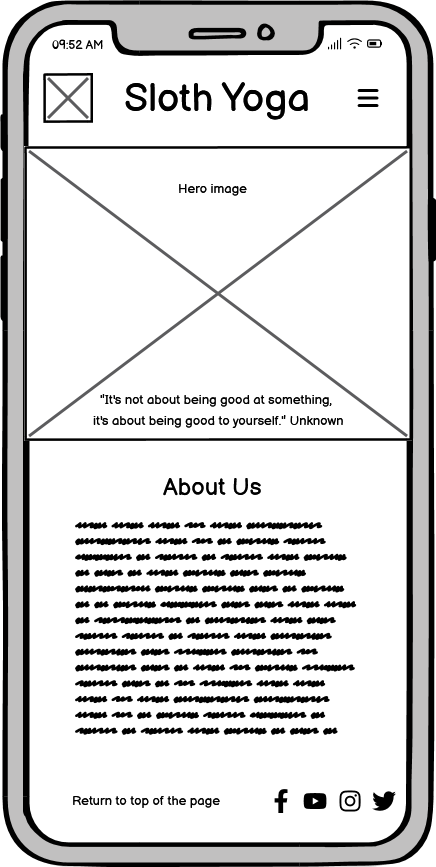 09:52 AM
Sloth Yoga
Hero image
"It's not about being good at something,
it's about being good to yourself." Unknown
About Us
Return to top of the page